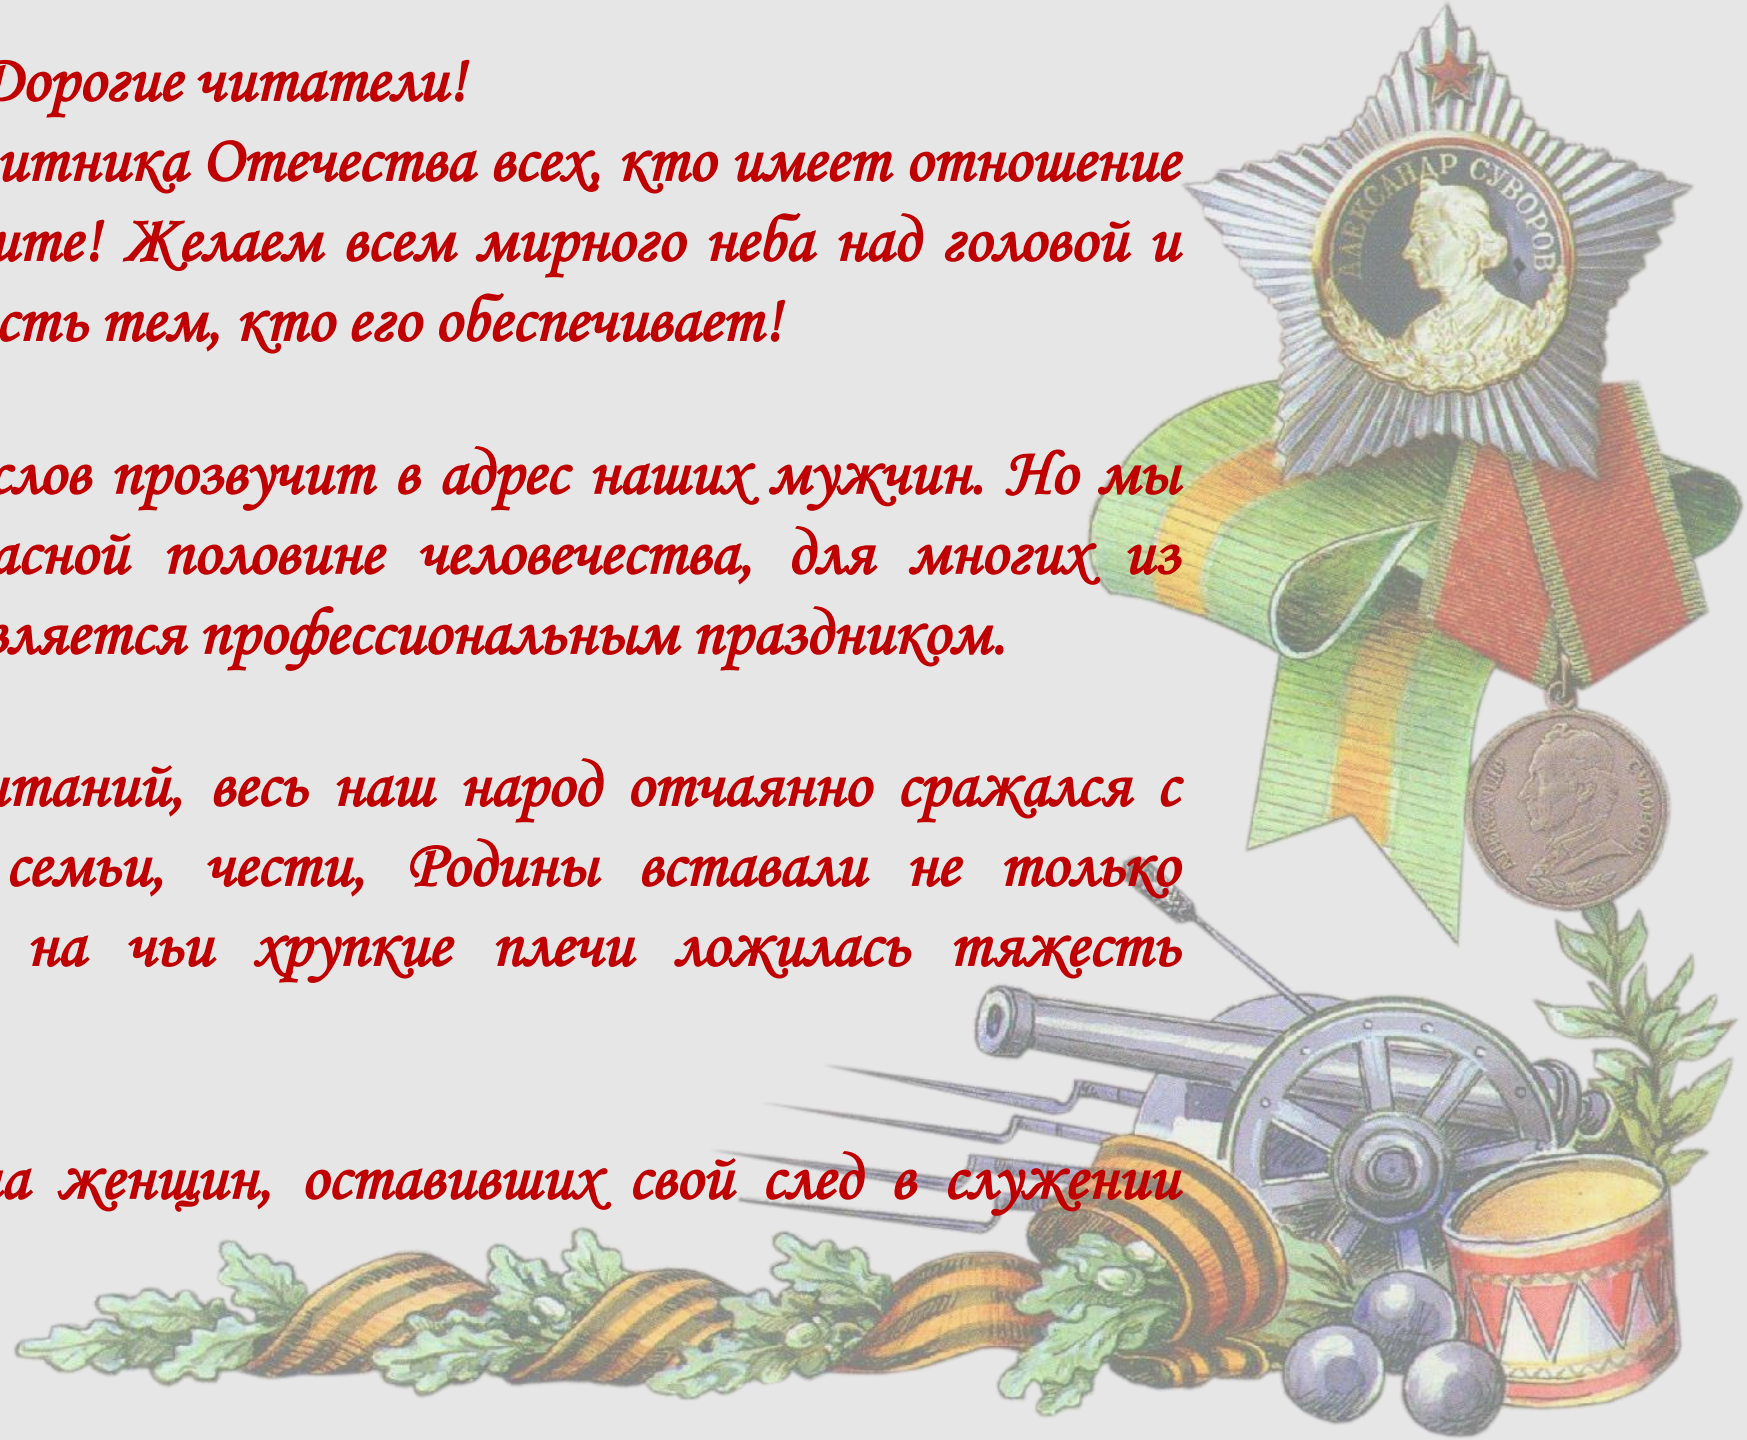 Дорогие читатели!
итника Отечества всех, кто имеет отношение
ите! Желаем всем мирного неба над головой и
сть тем, кто его обеспечивает!
слов прозвучит в адрес наших мужчин. Но мы
асной половине человечества, для многих из
вляется профессиональным праздником.
итаний, весь наш народ отчаянно сражался с
семьи, чести, Родины вставали не только
на чьи хрупкие плечи ложилась тяжесть
на женщин, оставивших свой след в служении
АЛЕКСАНДР СУВОРОВ
АЛЕКСАНДР СУВОРОВ